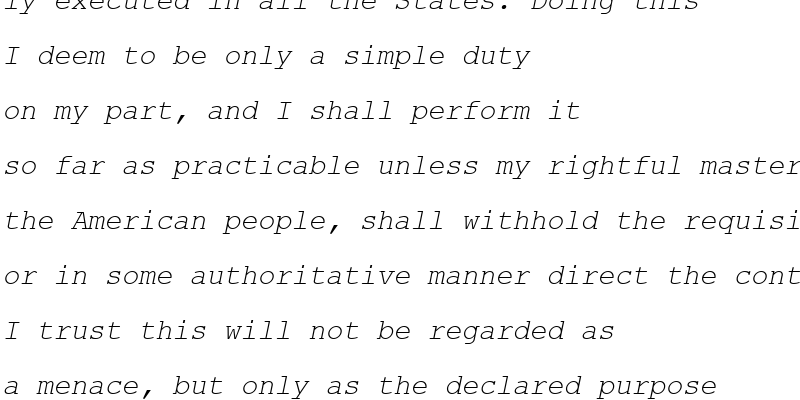 ly executed in all the States. Doing this
I deem to be only a simple duty
on my part, and I shall perform it
so far as practicable unless my rightful master
the American people, shall withhold the requisi
or in some authoritative manner direct the cont
I trust this will not be regarded as
a menace, but only as the declared purpose